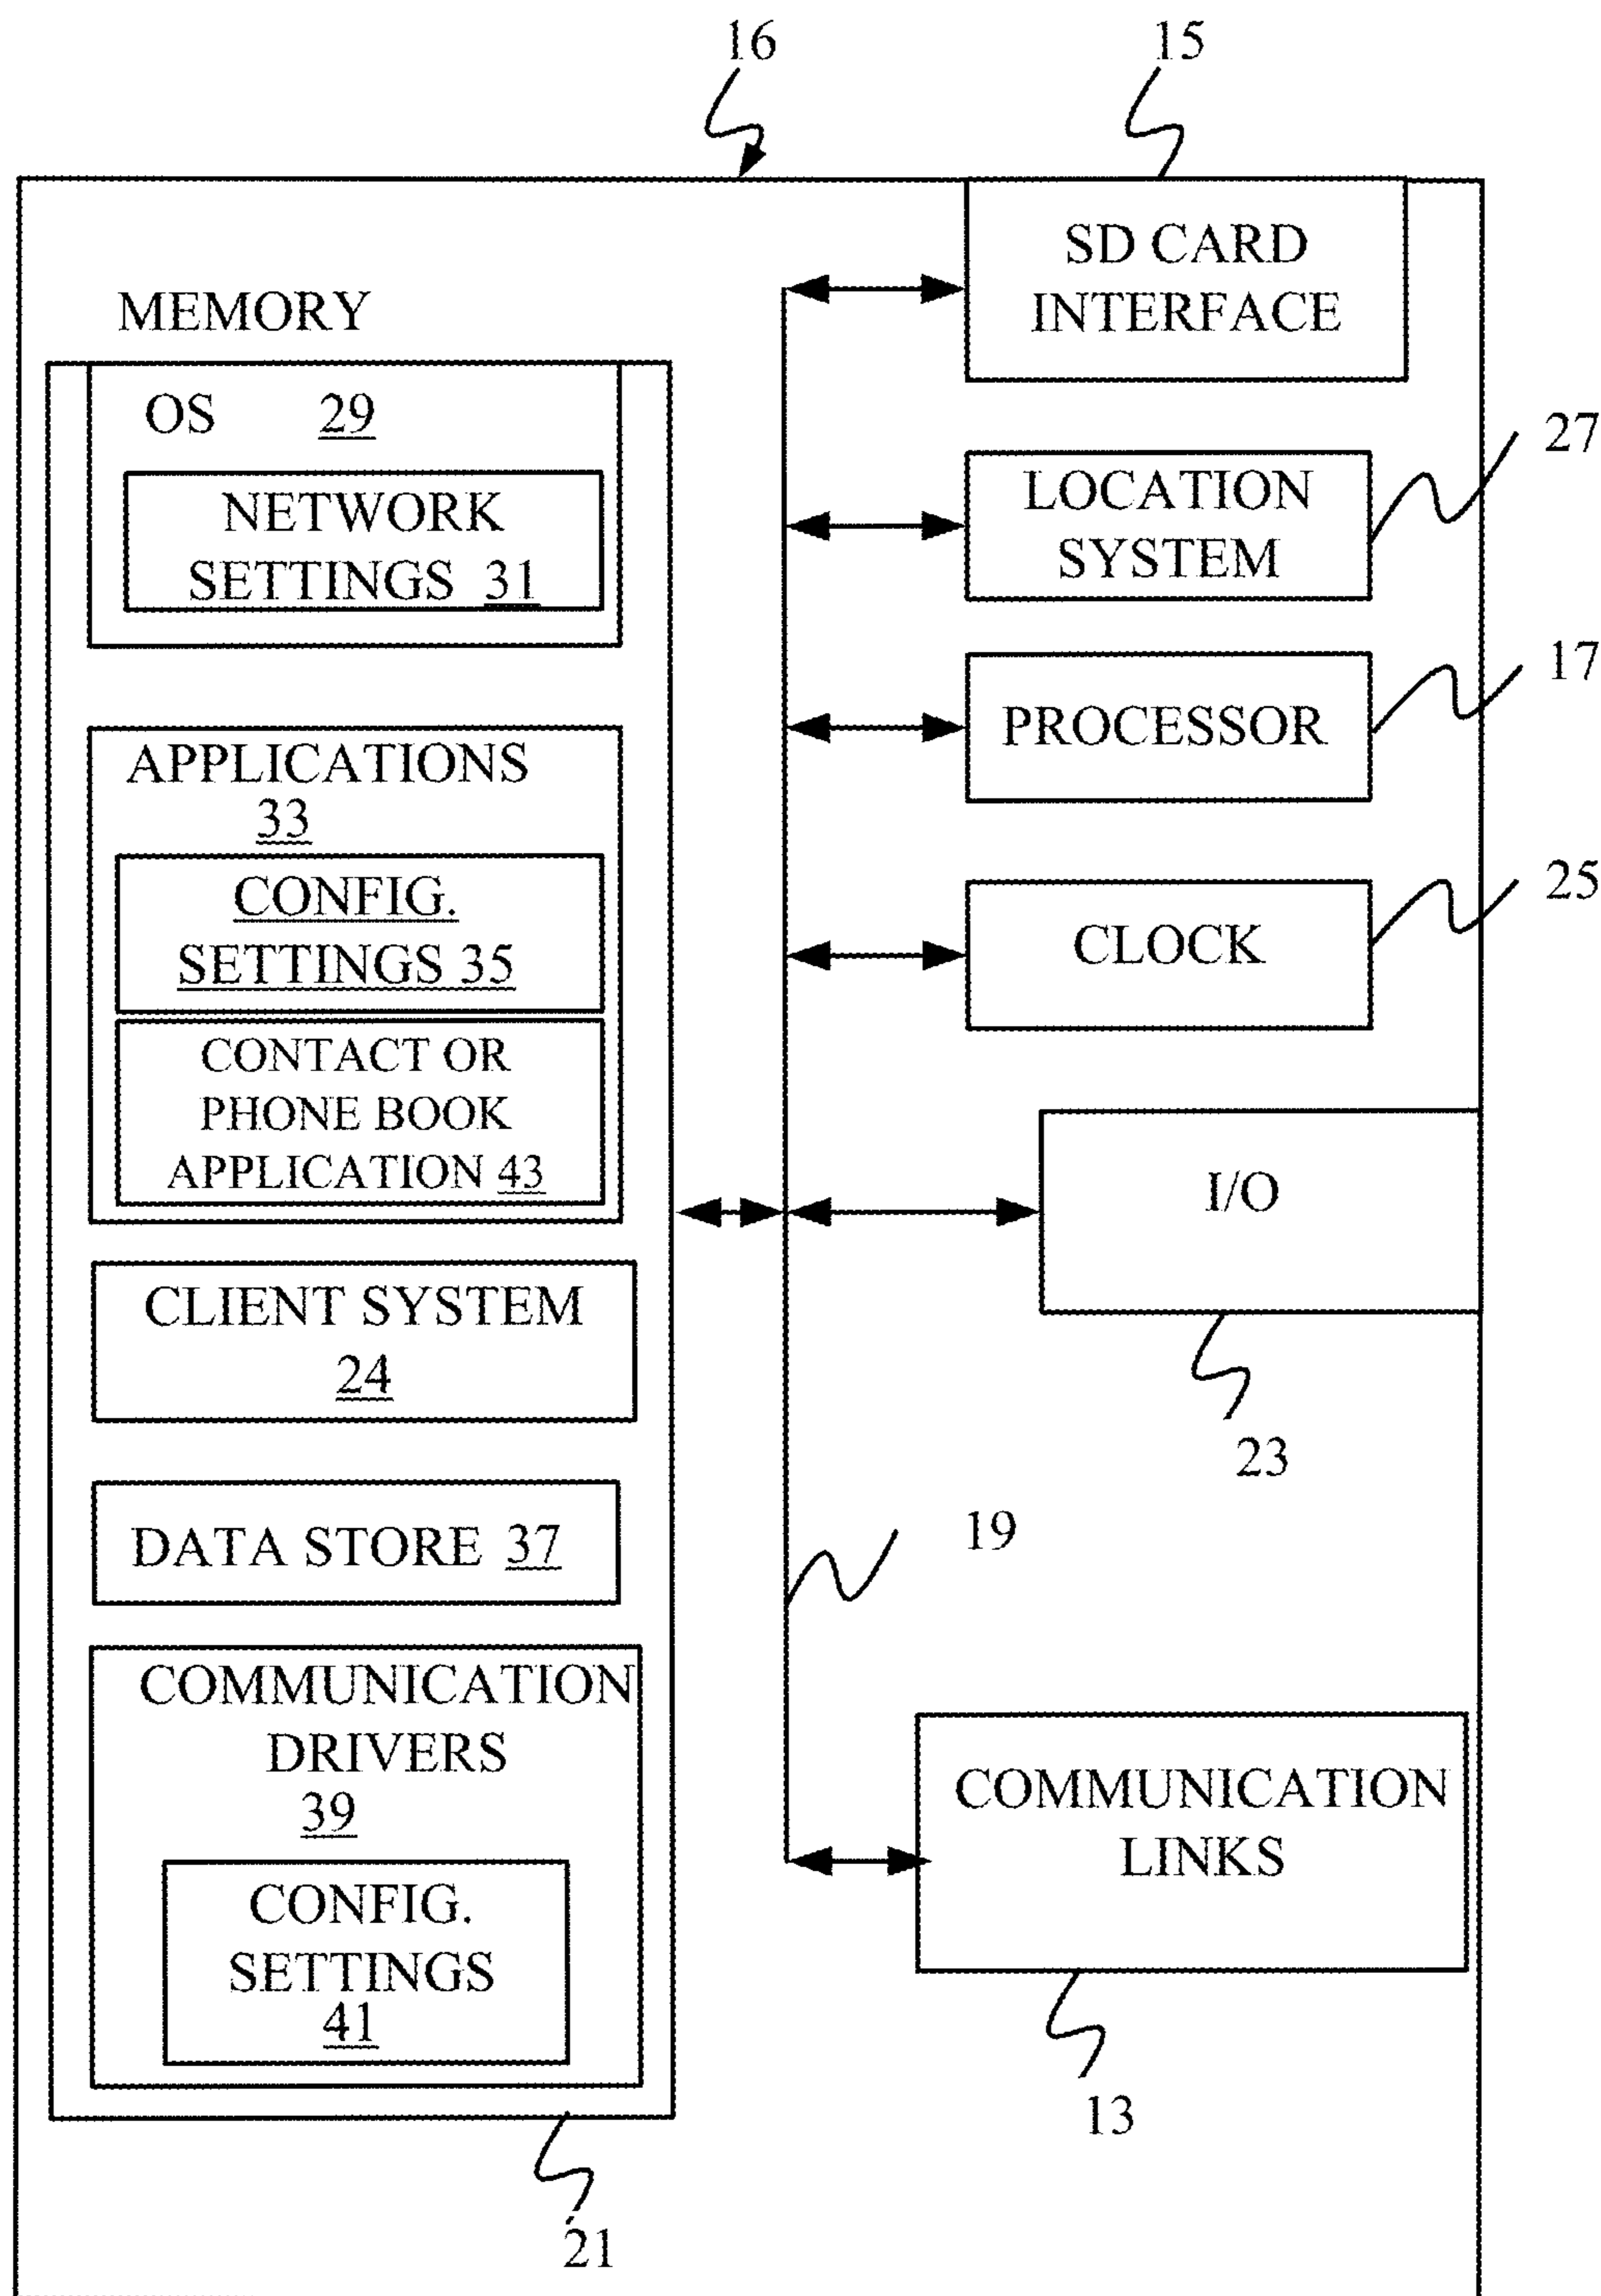 16
15
SD CARD
INTERFACE
MEMORY
OS 29
NETWORK
SETTINGS 31
27
LOCATION
SYSTEM
17
PROCESSOR
APPLICATIONS
33
CONFIG.
SETTINGS 35
25
CLOCK
CONTACT OR
PHONE BOOK
APPLICATION 43
I/O
23
CLIENT SYSTEM
24
19
DATA STORE 37
COMMUNICATION
DRIVERS
39
CONFIG.
SETTINGS
41
COMMUNICATION
LINKS
13
21